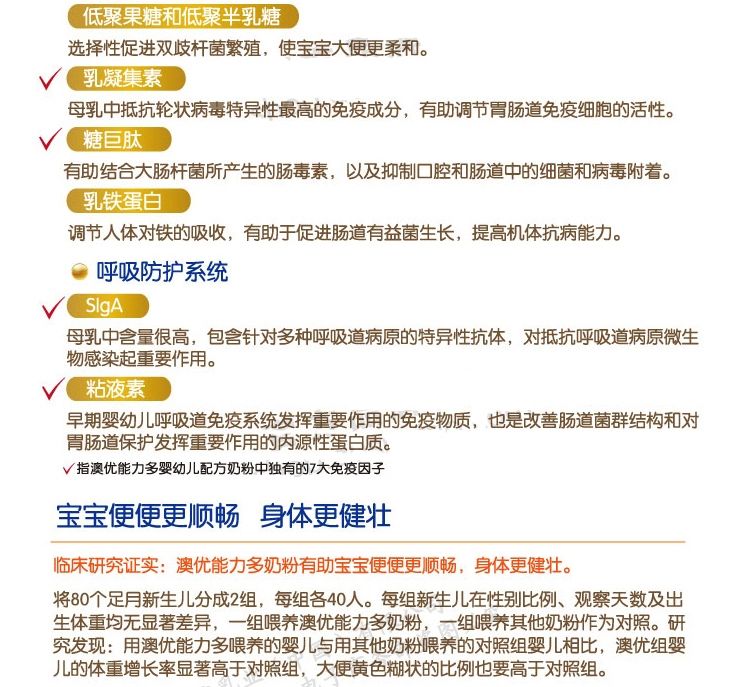 低聚果糖和低聚半乳糖
选择性促进双歧杆菌繁殖，使宝宝大便更柔和。
乳凝集素
母乳中抵抗轮状病毒特异性最高的免疫成分，有助调节胃肠道免疫细胞的活性。
糖巨肽
有助结合大肠杆菌所产生的肠毒素，以及抑制口腔和肠道中的细菌和病毒附着。
乳铁蛋白
调节人体对铁的吸收，有助于促进肠道有益菌生长，提高机体抗病能力。
呼吸防护系统
SIgA
母乳中含量很高，包含针对多种呼吸道病原的特异性抗体，对抵抗呼吸道病原微生
物感染起重要作用。
粘液素
早期婴幼儿呼吸道免疫系统发挥重要作用的免疫物质，也是改善肠道菌群结构和对
胃肠道保护发挥重要作用的内源性蛋白质。
✓指澳优能力多婴幼儿配方奶粉中独有的7大免疫因子
宝宝便便更顺畅 身体更健壮
临床研究证实：澳优能力多奶粉有助宝宝便便更顺畅，身体更健壮。
将80个足月新生儿分成2组，每组各40人。每组新生儿在性别比例、观察天数及出
生体重均无显著差异，一组喂养澳优能力多奶粉，一组喂养其他奶粉作为对照。研
究发现：用澳优能力多喂养的婴儿与用其他奶粉喂养的对照组婴儿相比，澳优组婴
儿的体重增长率显著高于对照组，大便黄色糊状的比例也要高于对照组。